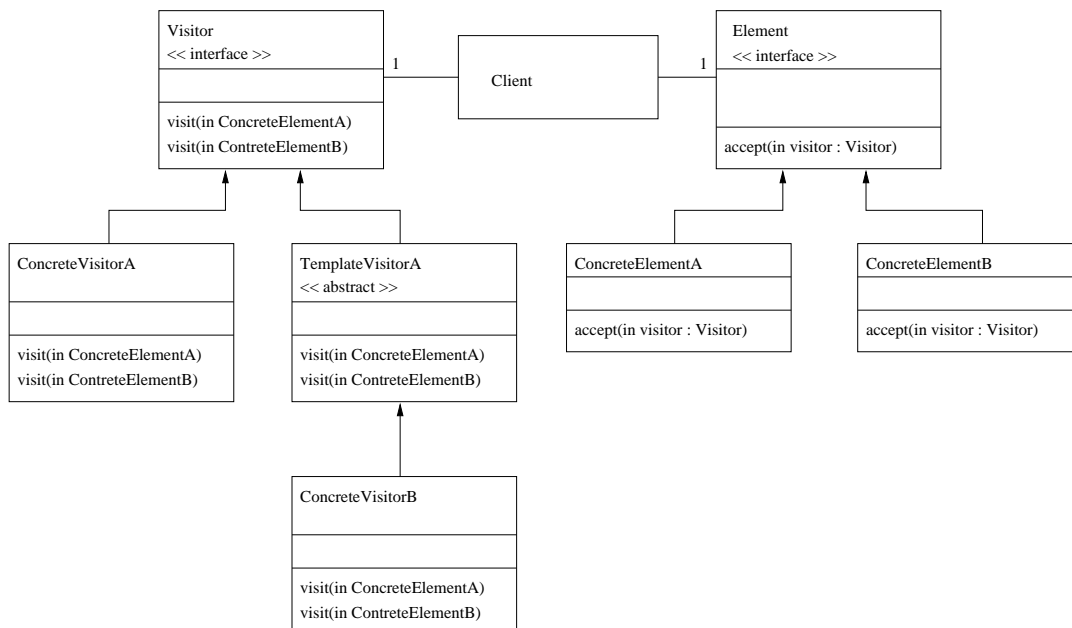 Visitor
<< interface >>
visit(in ConcreteElementA)
visit(in ContreteElementB)
1
Client
1
Element
<< interface >>
accept(in visitor : Visitor)
ConcreteVisitorA
visit(in ConcreteElementA)
visit(in ContreteElementB)
TemplateVisitorA
<< abstract >>
visit(in ConcreteElementA)
visit(in ContreteElementB)
ConcreteElementA
accept(in visitor : Visitor)
ConcreteElementB
accept(in visitor : Visitor)
ConcreteVisitorB
visit(in ConcreteElementA)
visit(in ContreteElementB)